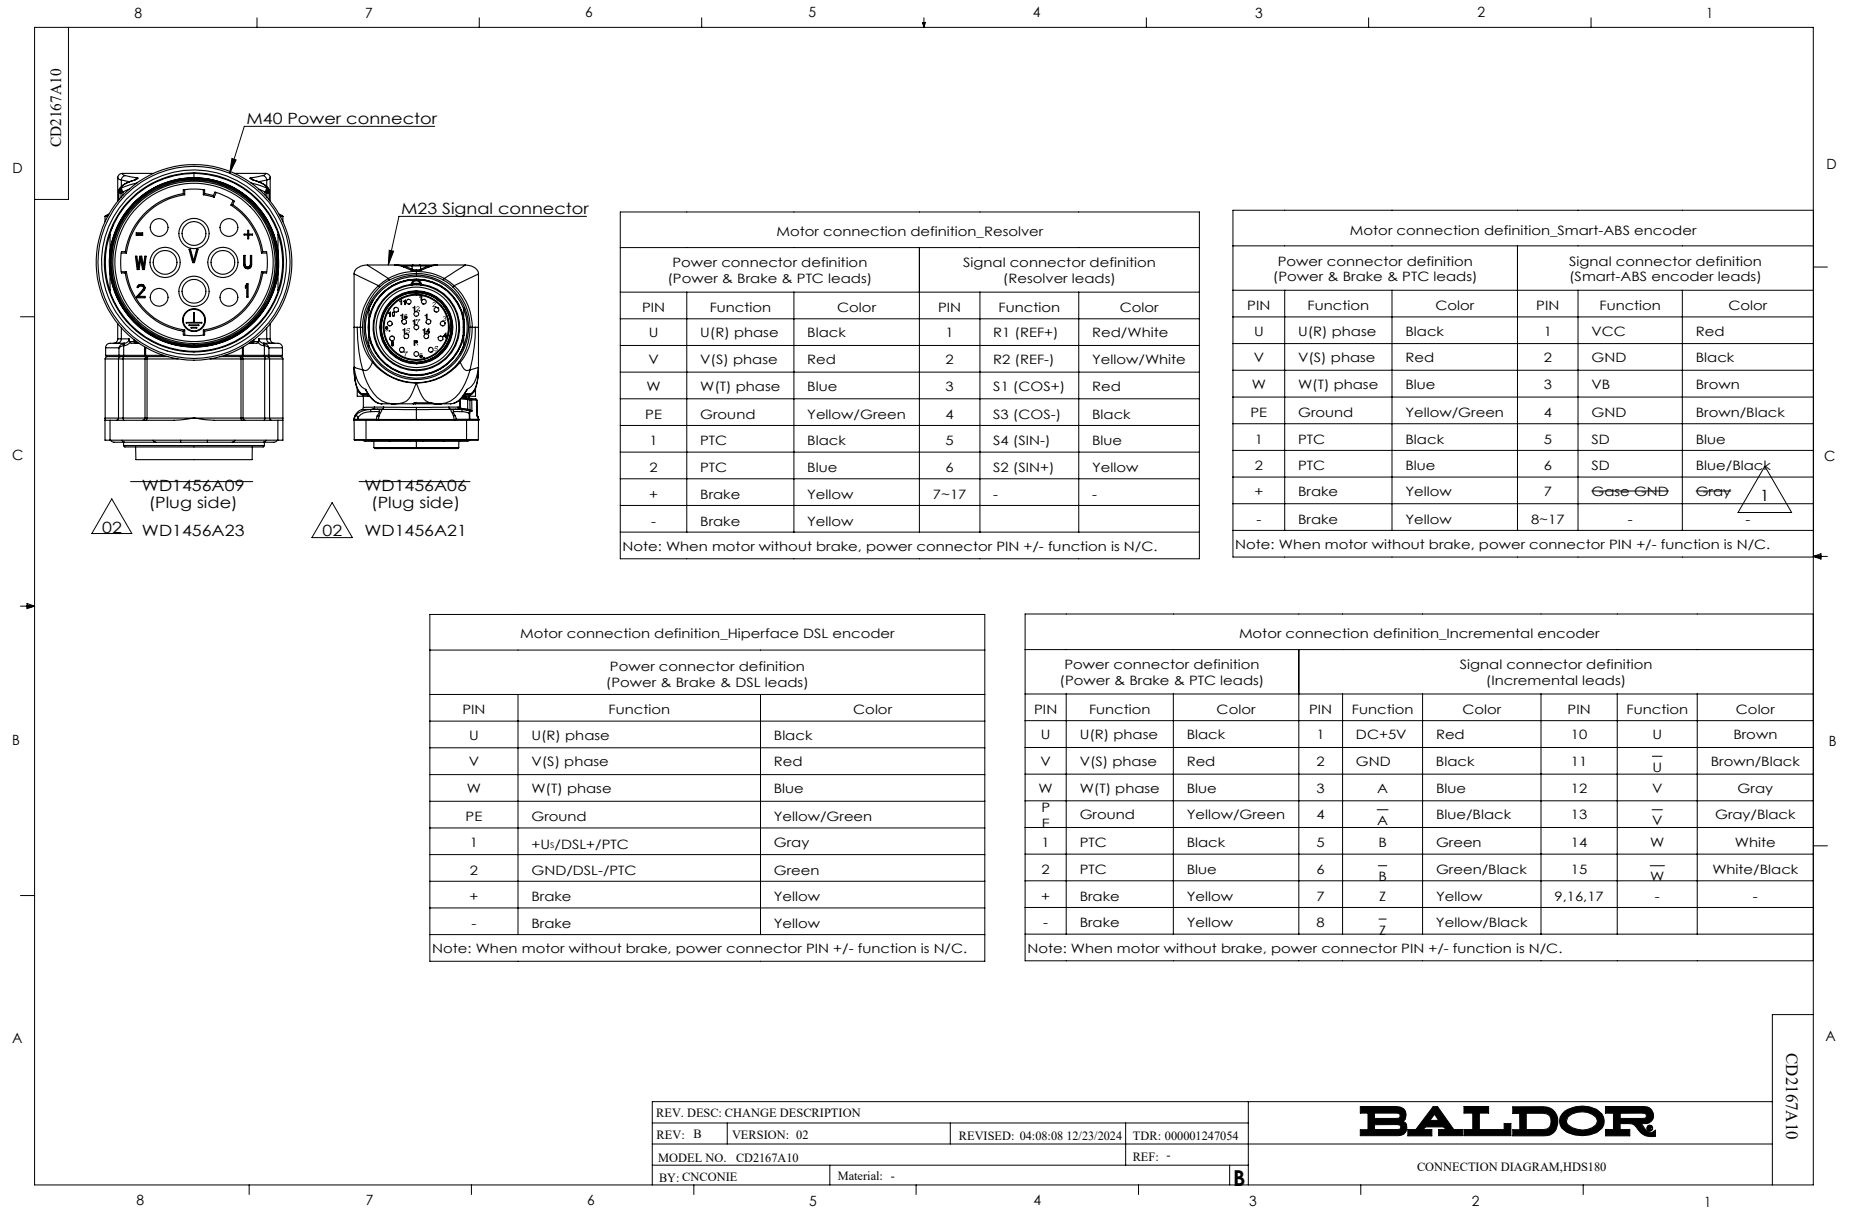 8 7 6 5 4 3 2 1
CD2167A10
M40 Power connector
M23 Signal connector
D D
- +
W V U
2 1
WD1456A09
(Plug side)
02 WD1456A23
WD1456A06
(Plug side)
02 WD1456A21
Motor connection definition_Resolver
Power connector definition
(Power & Brake & PTC leads)
Signal connector definition
(Resolver leads)
PIN Function Color PIN Function Color
U U(R) phase Black 1 R1 (REF+) Red/White
V V(S) phase Red 2 R2 (REF-) Yellow/White
W W(T) phase Blue 3 S1 (COS+) Red
PE Ground Yellow/Green 4 S3 (COS-) Black
1 PTC Black 5 S4 (SIN-) Blue
2 PTC Blue 6 S2 (SIN+) Yellow
+ Brake Yellow 7~17 - -
- Brake Yellow
Note: When motor without brake, power connector PIN +/- function is N/C.
Motor connection definition_Smart-ABS encoder
Power connector definition
(Power & Brake & PTC leads)
Signal connector definition
(Smart-ABS encoder leads)
PIN Function Color PIN Function Color
U U(R) phase Black 1 VCC Red
V V(S) phase Red 2 GND Black
W W(T) phase Blue 3 VB Brown
PE Ground Yellow/Green 4 GND Brown/Black
1 PTC Black 5 SD Blue
2 PTC Blue 6 SD Blue/Black
+ Brake Yellow 7 Gase GND Gray 1
- Brake Yellow 8~17 - -
Note: When motor without brake, power connector PIN +/- function is N/C.
C C
Motor connection definition_Hiperface DSL encoder
Power connector definition
(Power & Brake & DSL leads)
PIN Function Color
U U(R) phase Black
V V(S) phase Red
W W(T) phase Blue
PE Ground Yellow/Green
1 +Us/DSL+/PTC Gray
2 GND/DSL-/PTC Green
+ Brake Yellow
- Brake Yellow
Note: When motor without brake, power connector PIN +/- function is N/C.
Motor connection definition_Incremental encoder
Power connector definition
(Power & Brake & PTC leads)
Signal connector definition
(Incremental leads)
PIN Function Color PIN Function Color PIN Function Color
U U(R) phase Black 1 DC+5V Red 10 U Brown
V V(S) phase Red 2 GND Black 11 U̅ Brown/Black
W W(T) phase Blue 3 A Blue 12 V Gray
PE Ground Yellow/Green 4 A̅ Blue/Black 13 V̅ Gray/Black
1 PTC Black 5 B Green 14 W White
2 PTC Blue 6 B̅ Green/Black 15 W̅ White/Black
+ Brake Yellow 7 Z Yellow 9,16,17 - -
- Brake Yellow 8 Z̅ Yellow/Black
Note: When motor without brake, power connector PIN +/- function is N/C.
B B
A A
CD2167A10
REV. DESC: CHANGE DESCRIPTION
REV: B VERSION: 02 REVISED: 04:08:08 12/23/2024 TDR: 000001247054
MODEL NO. CD2167A10 REF: -
BY: CNCONIE Material: - B
BALDOR
CONNECTION DIAGRAM,HDS180
8 7 6 5 4 3 2 1